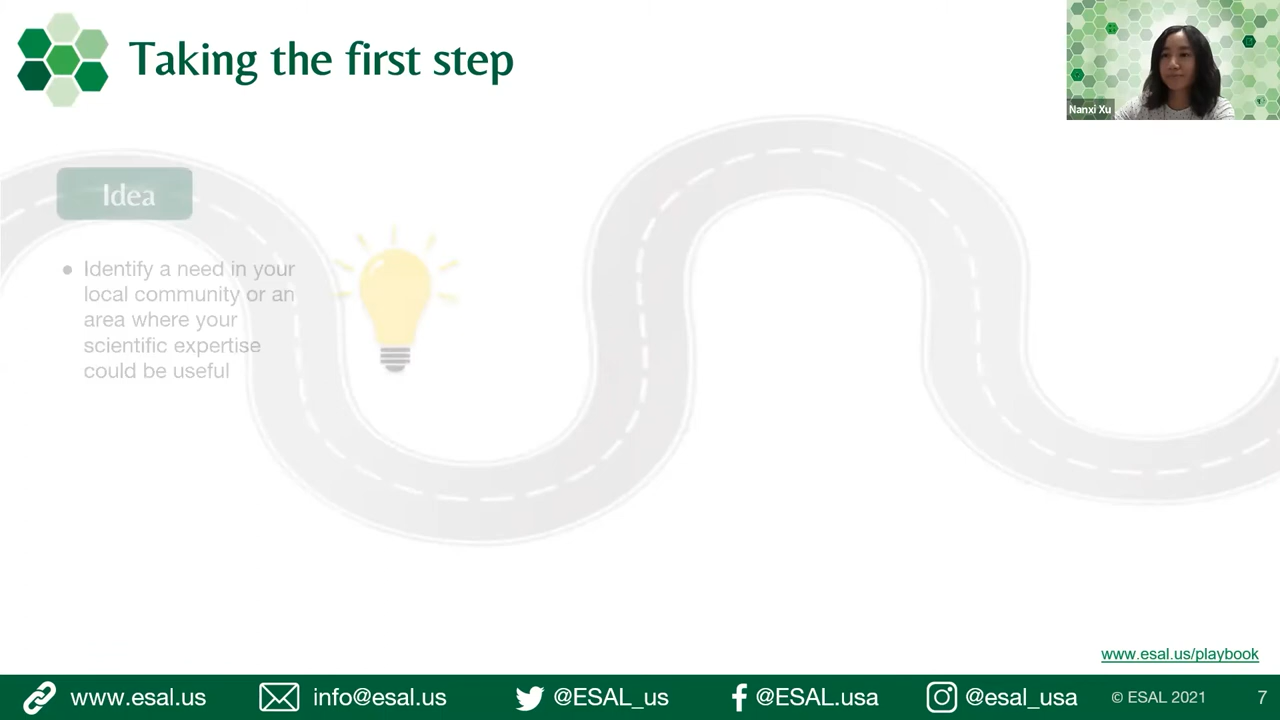 Taking the first step
Nanxi Xu
Idea
● Identify a need in your
local community or an
area where your
scientific expertise
could be useful
www.esal.us/playbook
www.esal.us
info@esal.us
@ESAL_us
@ESAL.usa
@esal_usa
© ESAL 2021
7